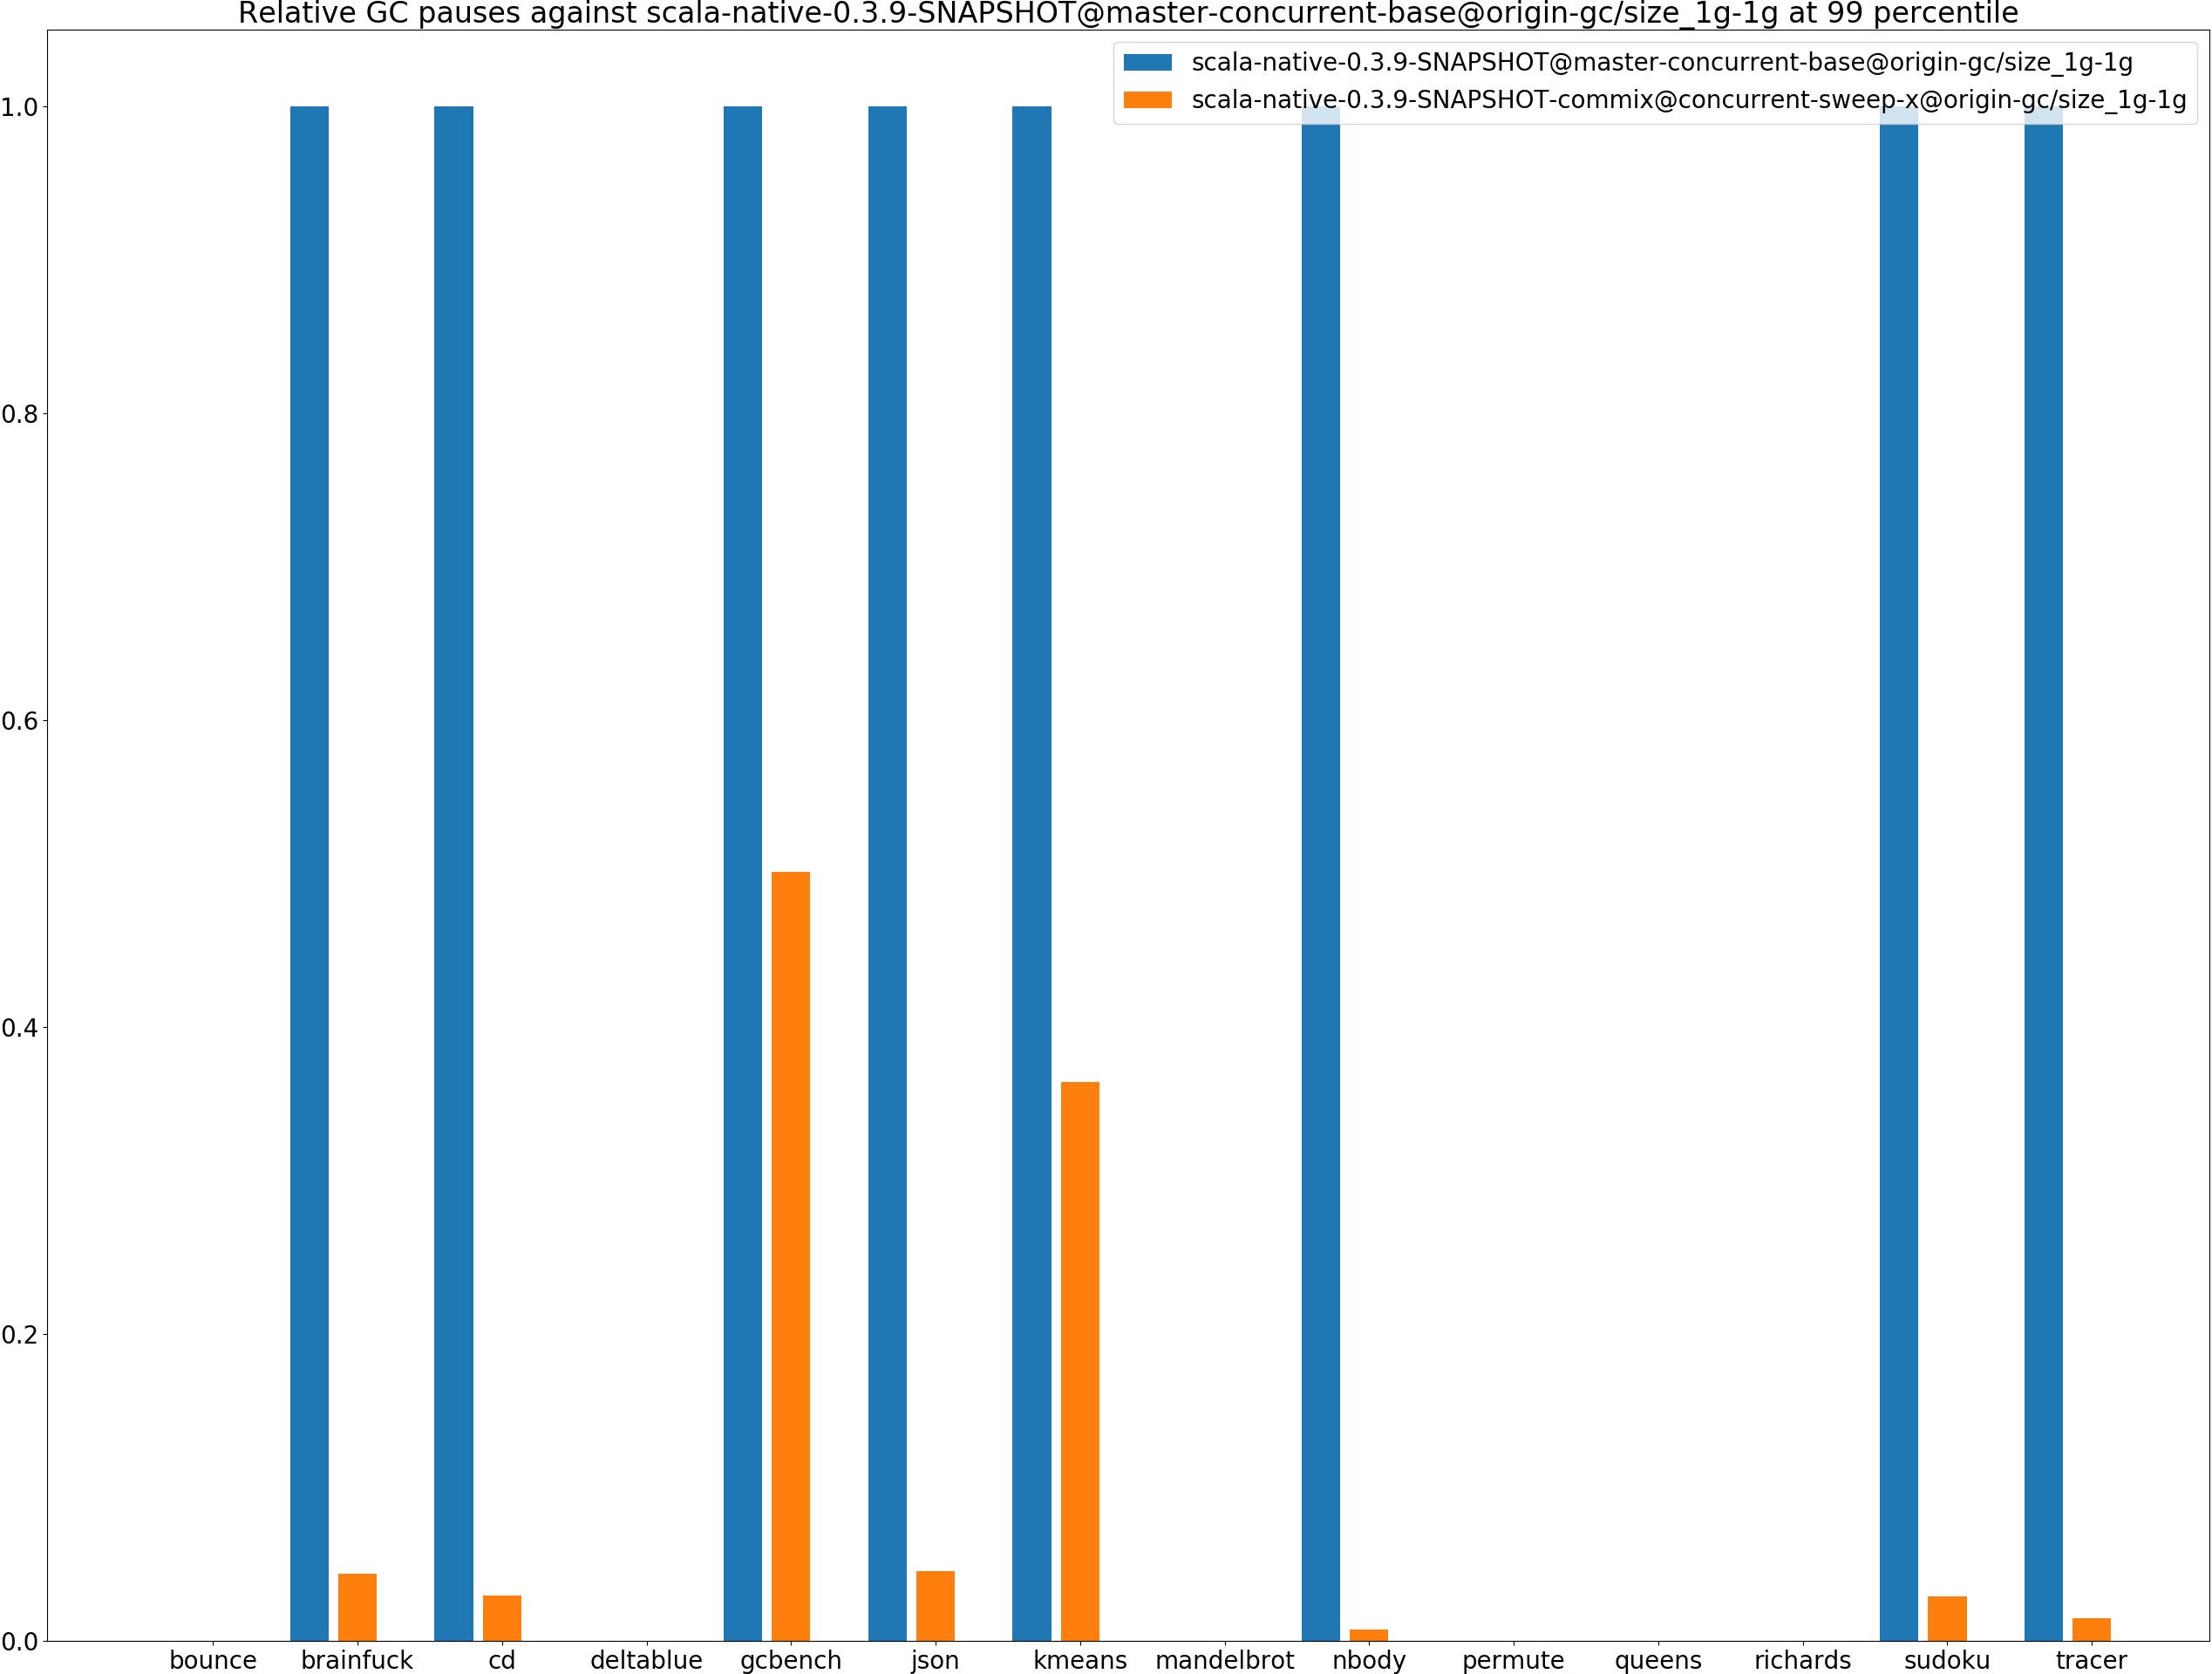 Relative GC pauses against scala-native-0.3.9-SNAPSHOT@master-concurrent-base@origin-gc/size_1g-1g at 99 percentile
scala-native-0.3.9-SNAPSHOT@master-concurrent-base@origin-gc/size_1g-1g
scala-native-0.3.9-SNAPSHOT-commix@concurrent-sweep-x@origin-gc/size_1g-1g
1.0
0.8
0.6
0.4
0.2
0.0
bounce brainfuck cd deltablue gcbench json kmeans mandelbrot nbody permute queens richards sudoku tracer